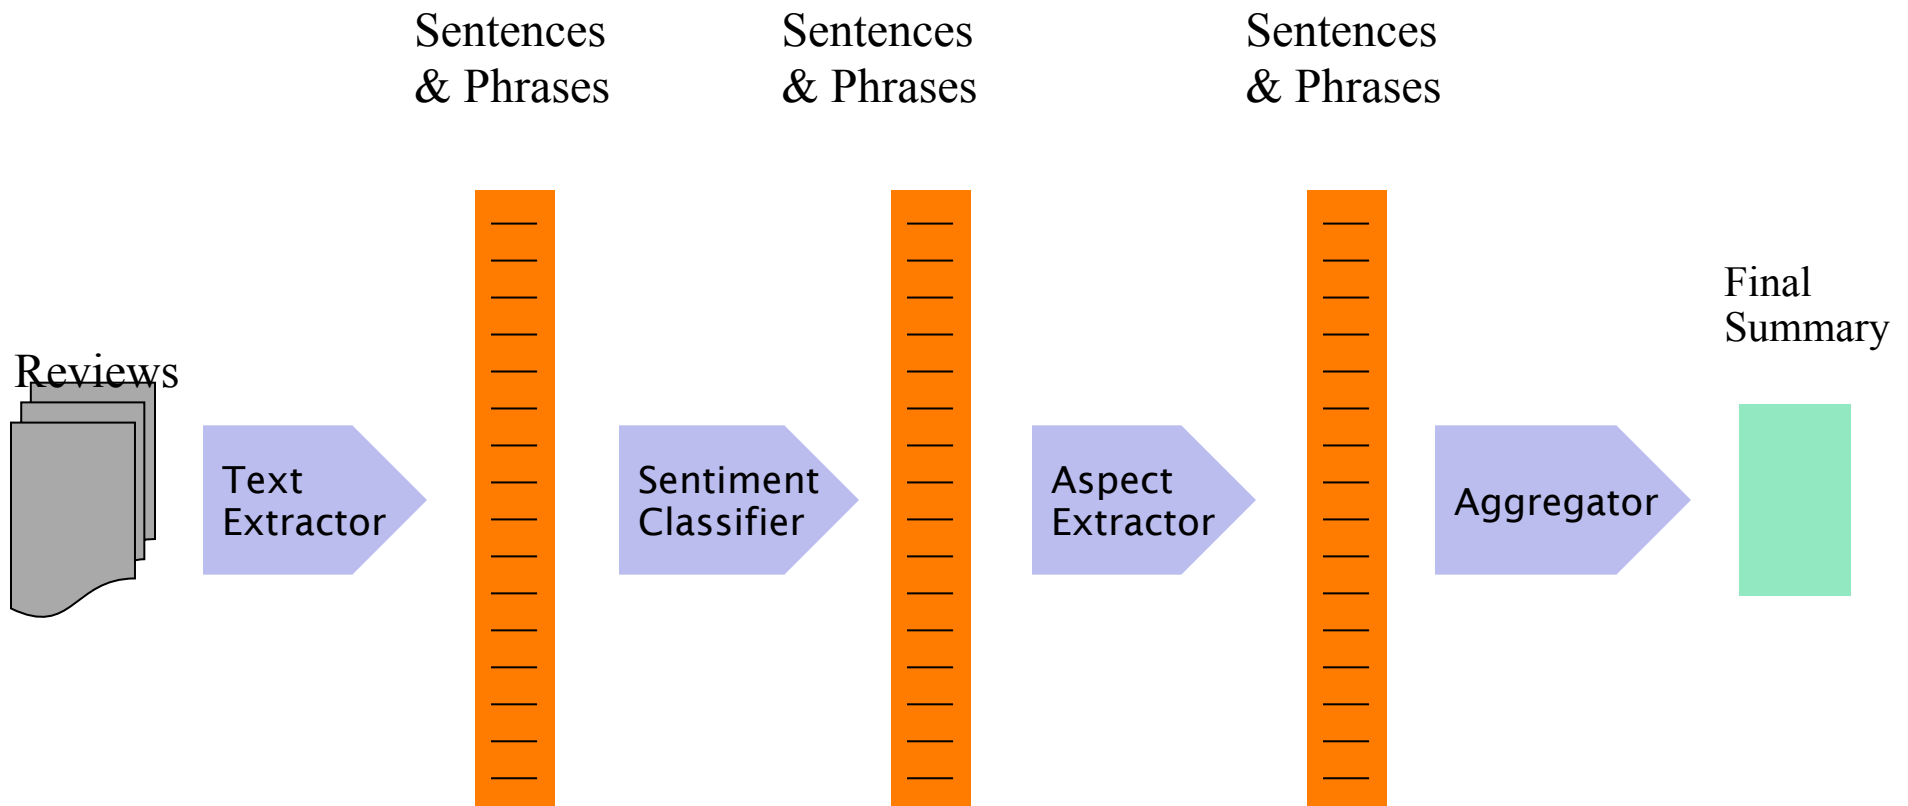 Sentences
& Phrases
Sentences
& Phrases
Sentences
& Phrases
Reviews
Text
Extractor
Sentiment
Classifier
Aspect
Extractor
Aggregator
Final
Summary